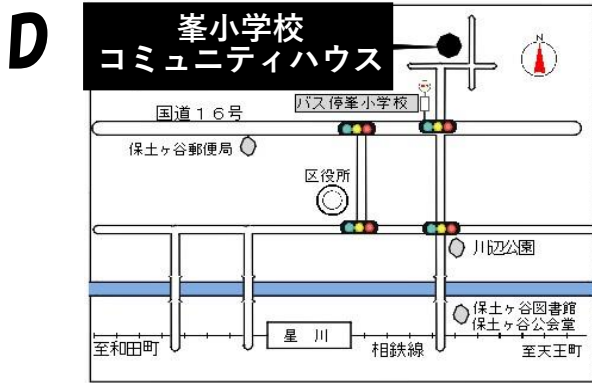 D
峯小学校
コミュニティハウス
N
バス停峯小学校
国道16号
保土ヶ谷郵便局
区役所
川辺公園
保土ヶ谷図書館
保土ヶ谷公会堂
星川
至和田町
相鉄線
至天王町